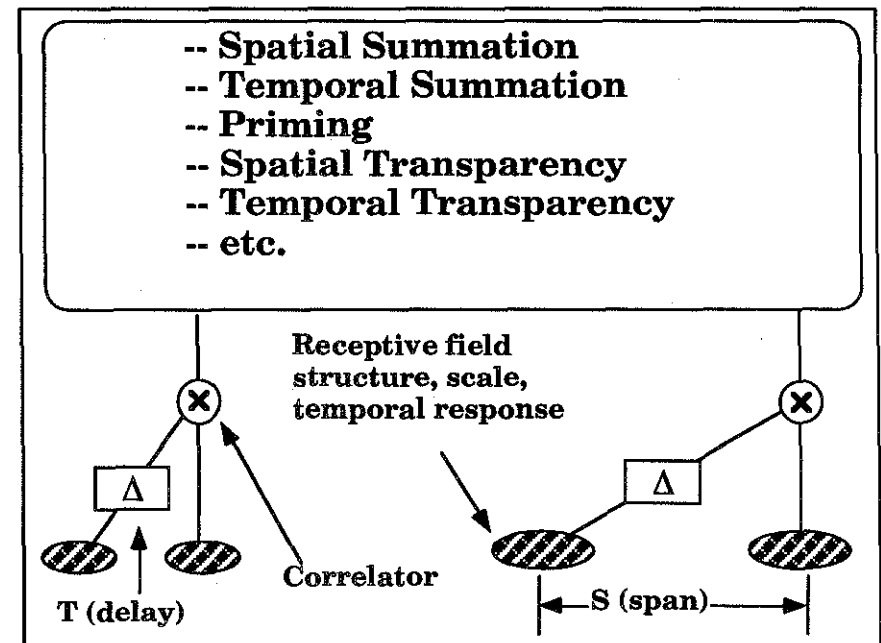 -- Spatial Summation
-- Temporal Summation
-- Priming
-- Spatial Transparency
-- Temporal Transparency
-- etc.
Receptive field
structure, scale,
temporal response
×
×
Δ
Δ
Correlator
T (delay)
S (span)